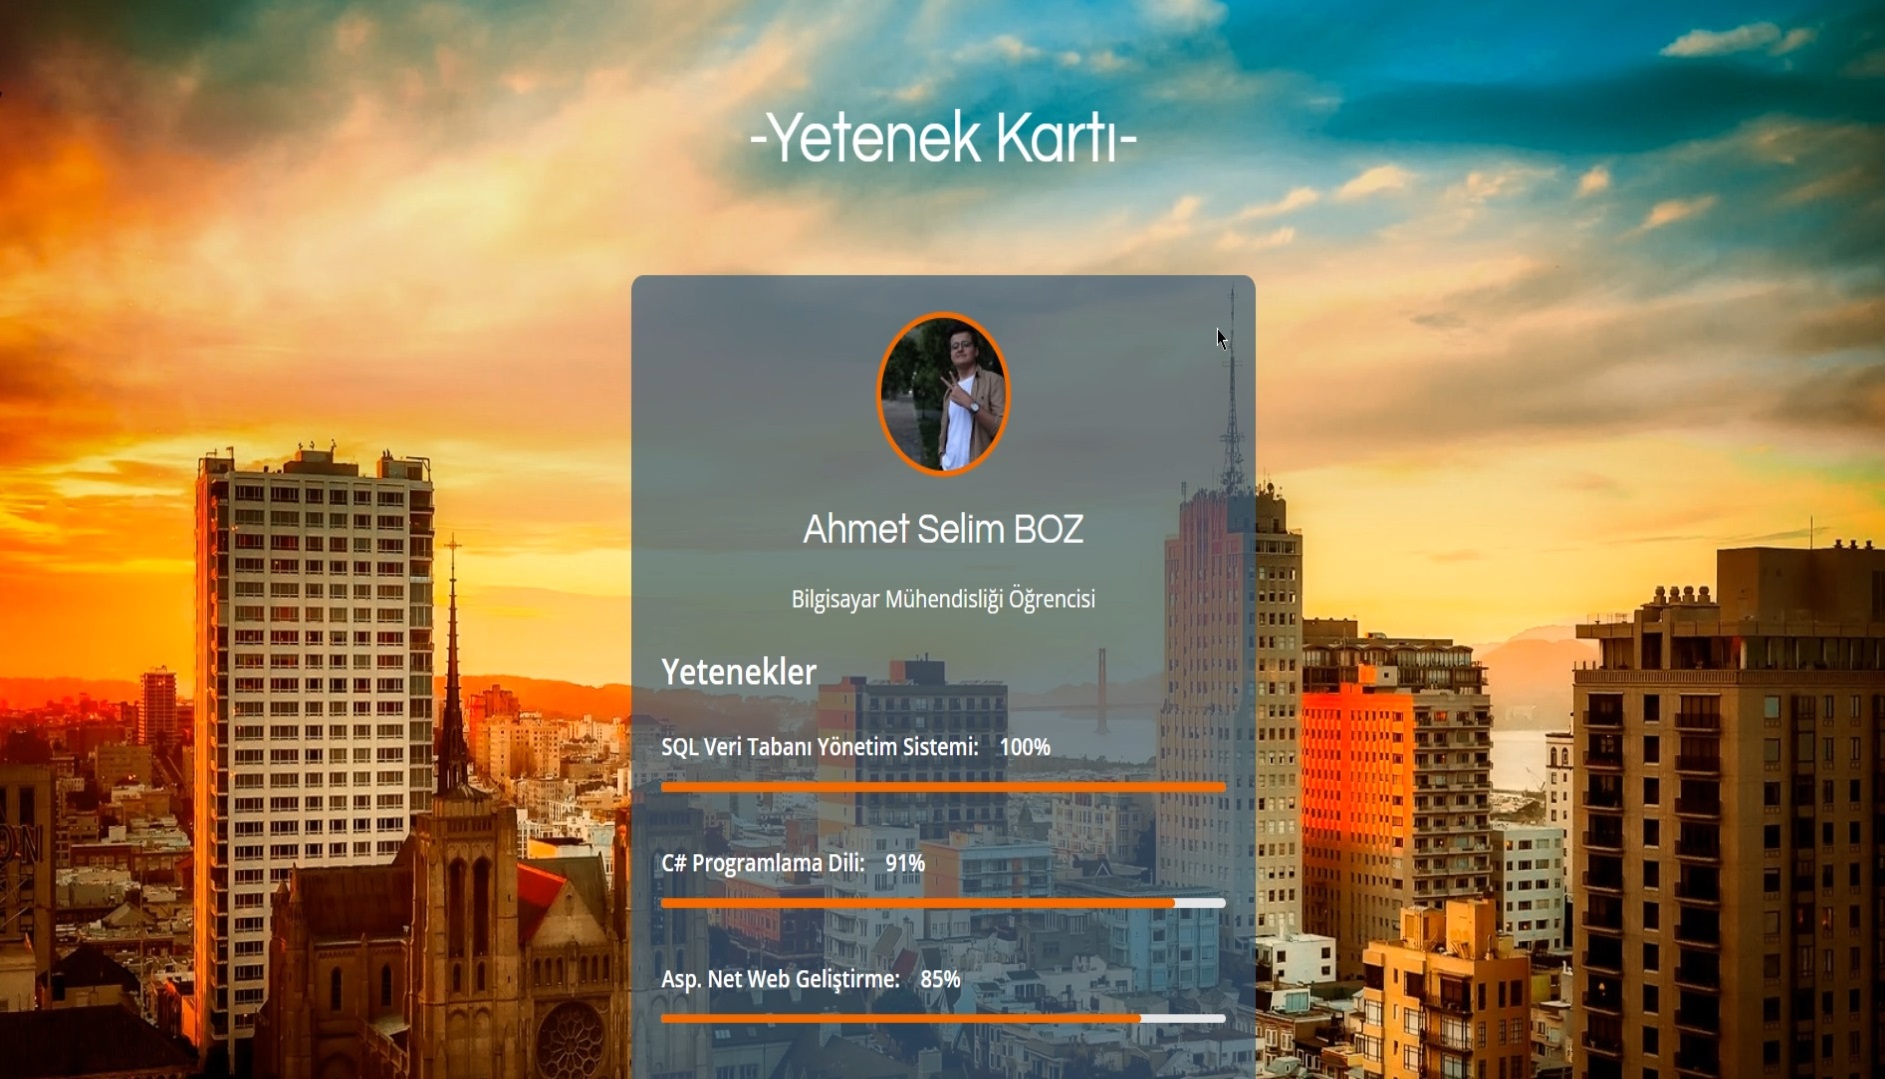 -Yetenek Kartı-
Ahmet Selim BOZ
Bilgisayar Mühendisliği Öğrencisi
Yetenekler
SQL Veri Tabanı Yönetim Sistemi: 100%
C# Programlama Dili: 91%
Asp. Net Web Geliştirme: 85%